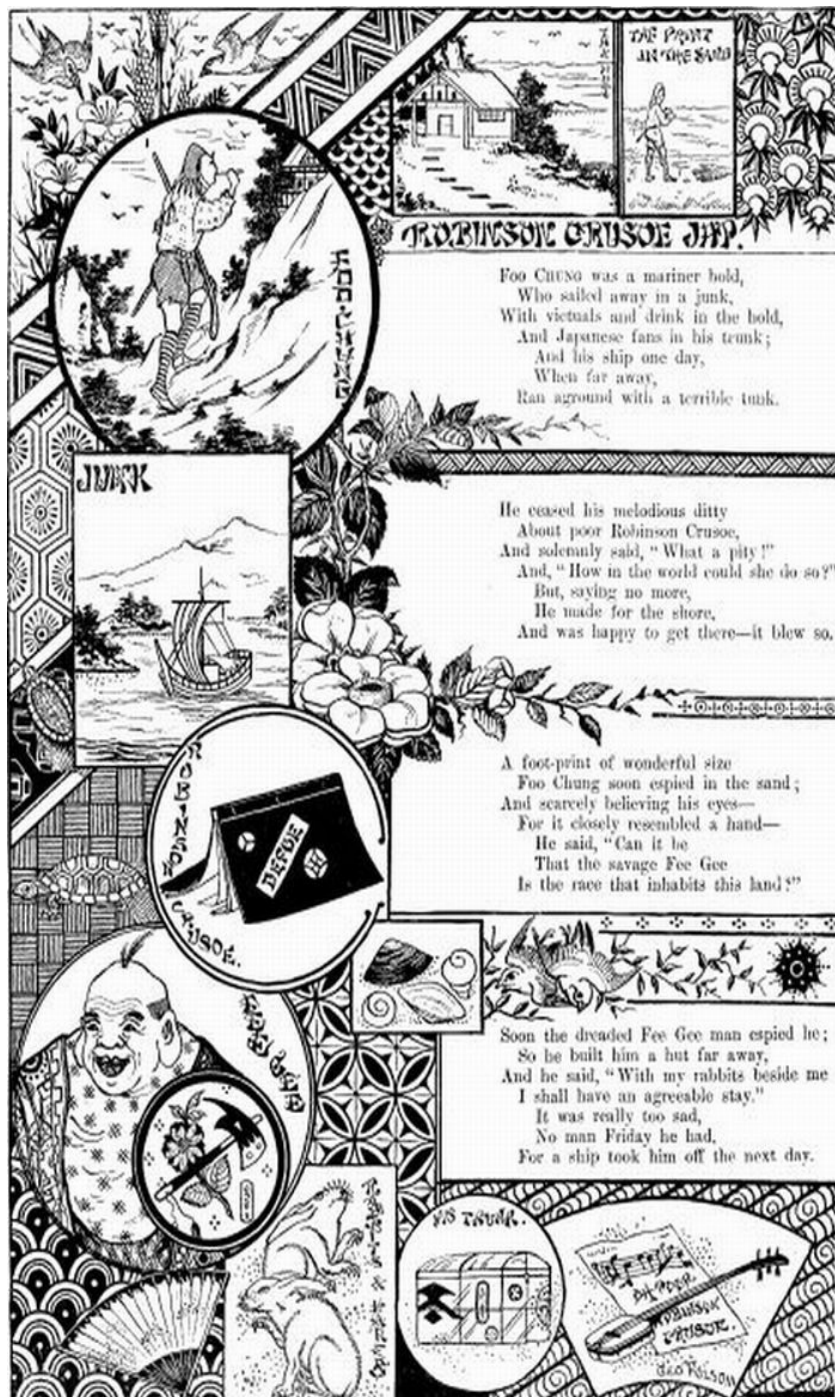 THE HUT
THE PRINT
IN THE SAND
ROBINSON CRUSOE JAP.
FOO-CHUNG
Foo Chung was a mariner bold,
Who sailed away in a junk,
With victuals and drink in the hold,
And Japanese fans in his trunk;
And his ship one day,
When far away,
Ran aground with a terrible tunk.
JUNK
He ceased his melodious ditty
About poor Robinson Crusoe,
And solemnly said, "What a pity!"
And, "How in the world could she do so?"
But, saying no more,
He made for the shore,
And was happy to get there—it blew so.
ROBINSON
CRUSOE.
DEFOE
A foot-print of wonderful size
Foo Chung soon espied in the sand;
And scarcely believing his eyes—
For it closely resembled a hand—
He said, "Can it be
That the savage Fee Gee
Is the race that inhabits this land?"
FEE GEE
Soon the dreaded Fee Gee man espied he;
So he built him a hut far away,
And he said, "With my rabbits beside me
I shall have an agreeable stay."
It was really too sad,
No man Friday he had,
For a ship took him off the next day.
HIS TRUNK.
OH, POOR
ROBINSON
CRUSOE.
GEO FOLSOM